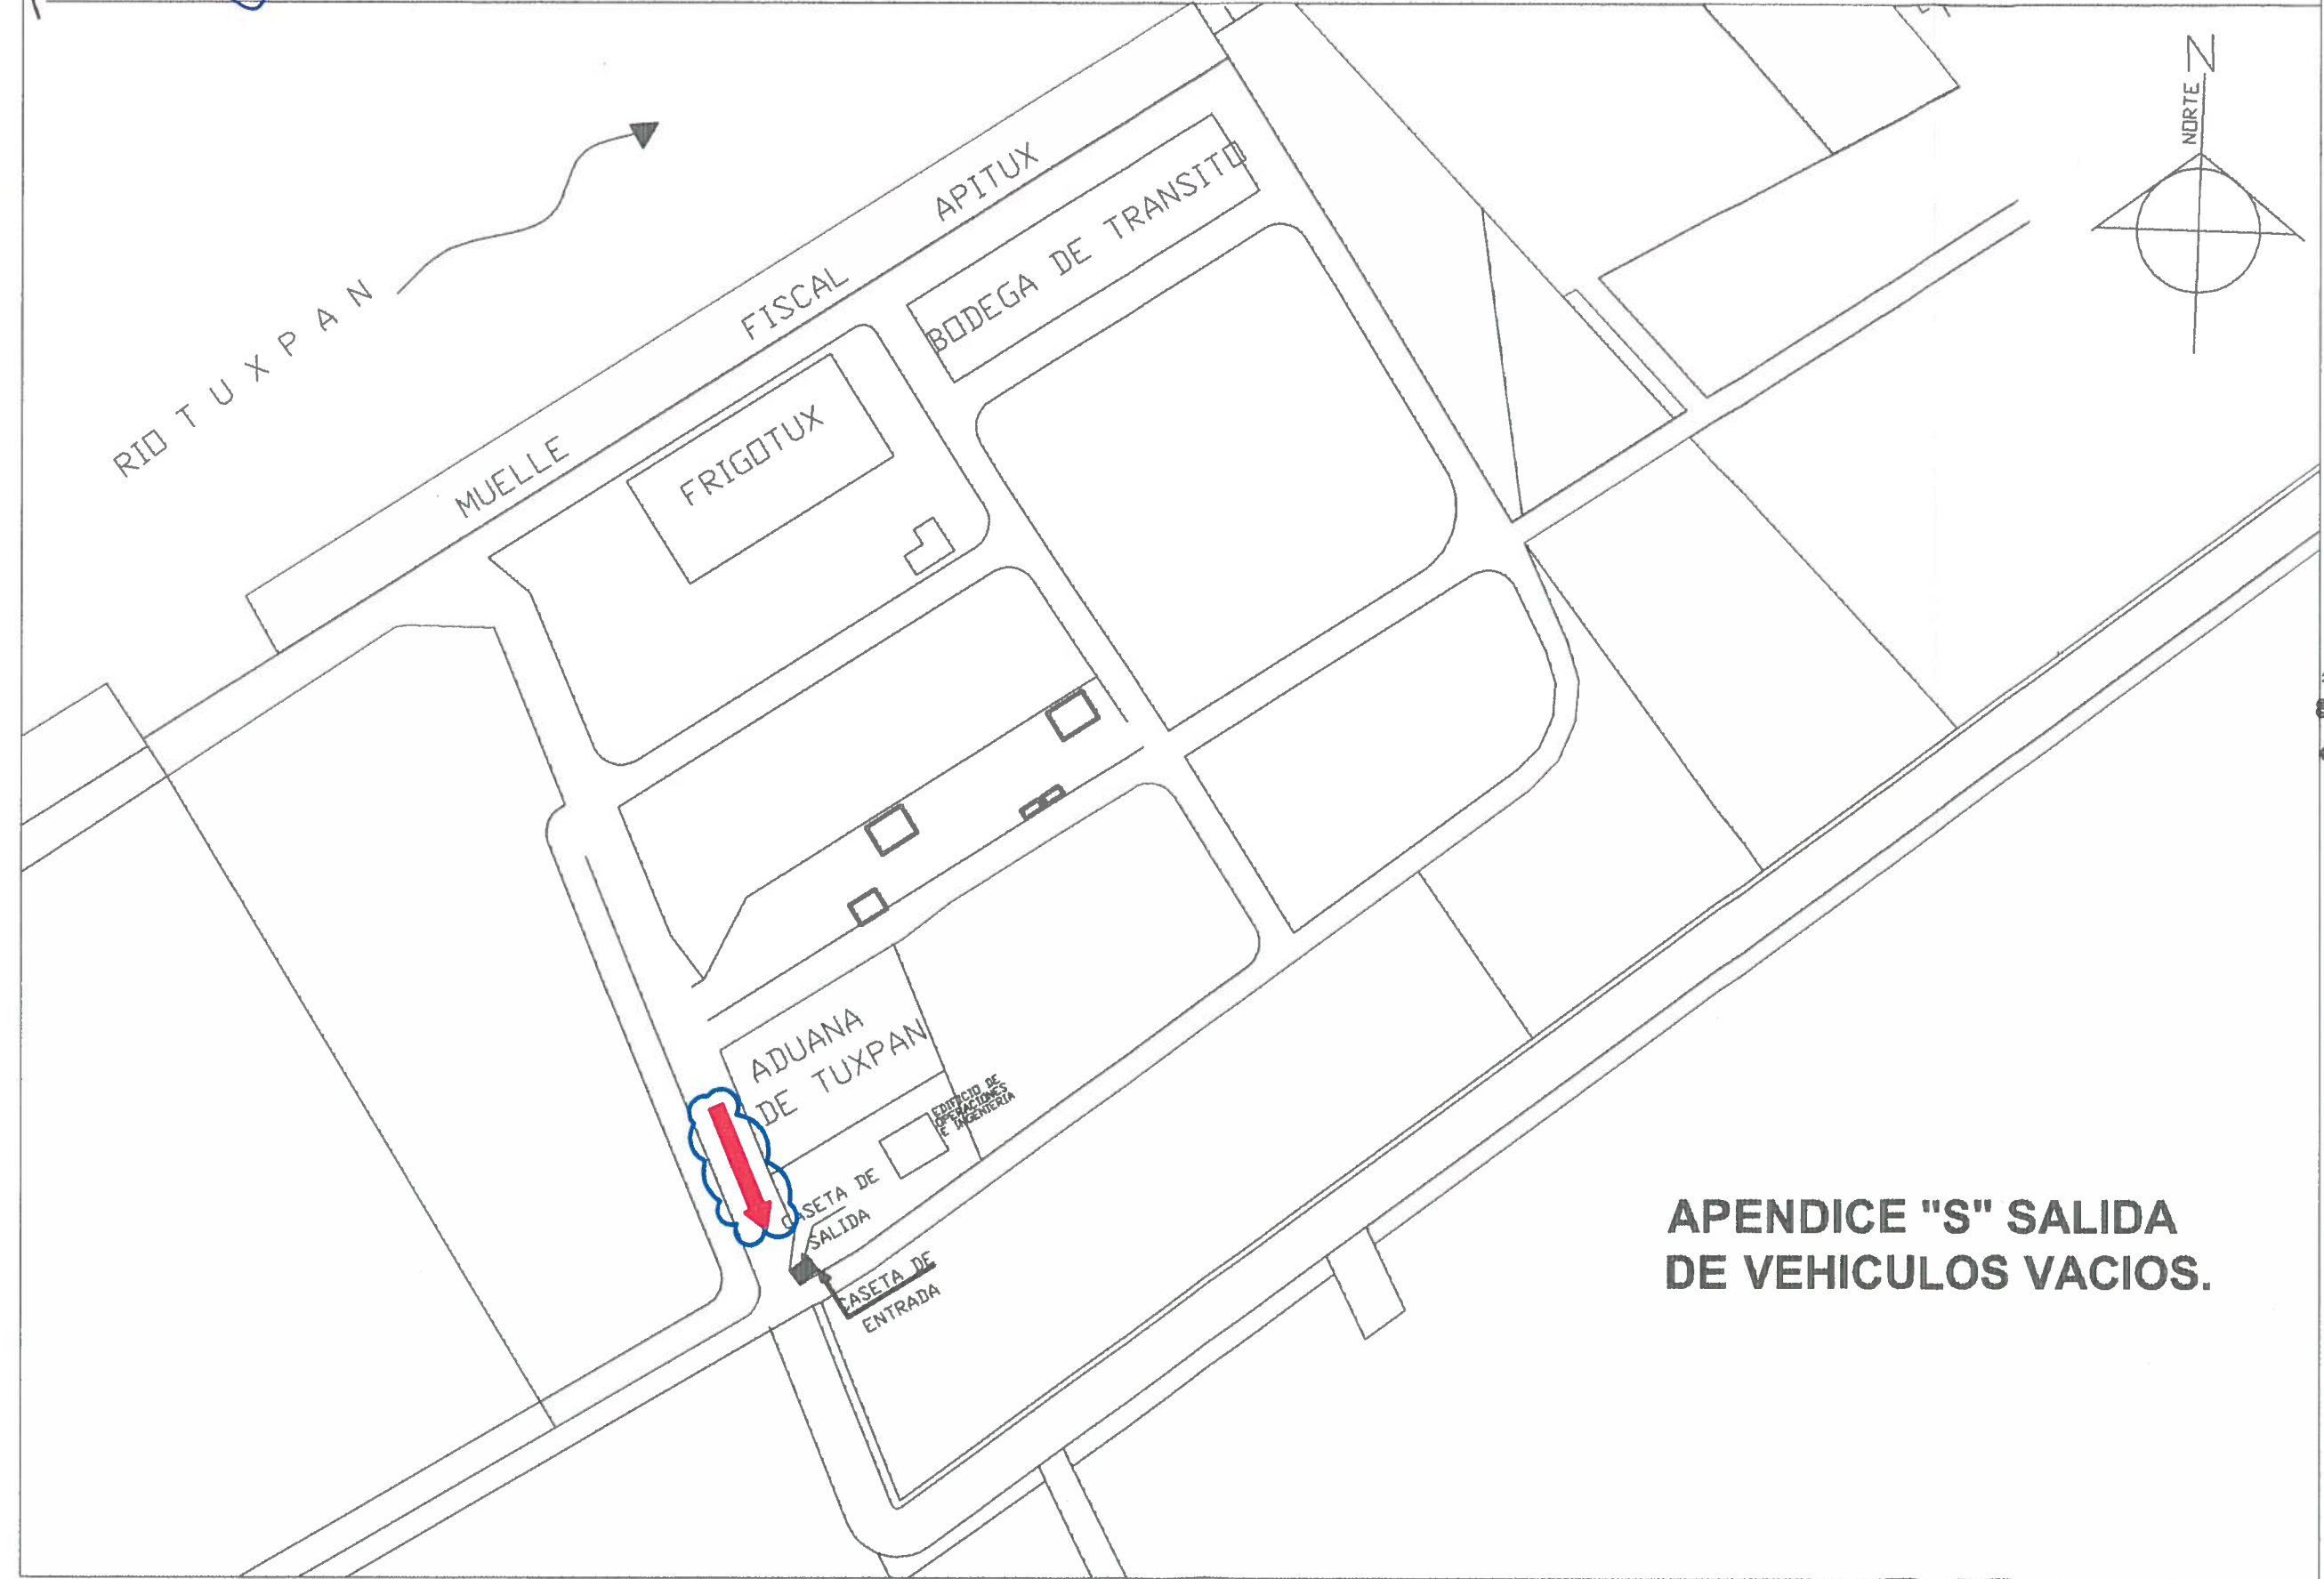 N
NORTE
RIO TUXPAN
MUELLE FISCAL APITUX
BODEGA DE TRANSITO
FRIGOTUX
ADUANA
DE TUXPAN
EDIFICIO DE
OPERACIONES
E INGENIERIA
CASETA DE
SALIDA
CASETA DE
ENTRADA
APENDICE "S" SALIDA
DE VEHICULOS VACIOS.